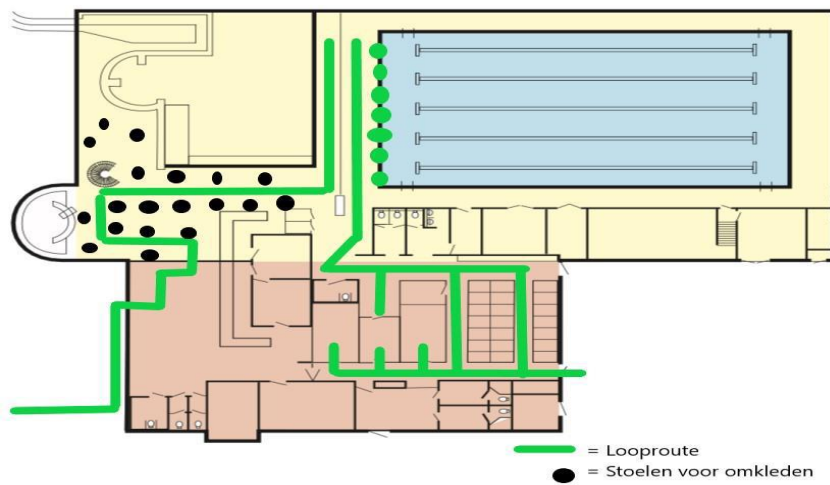 = Looproute
= Stoelen voor omkleden